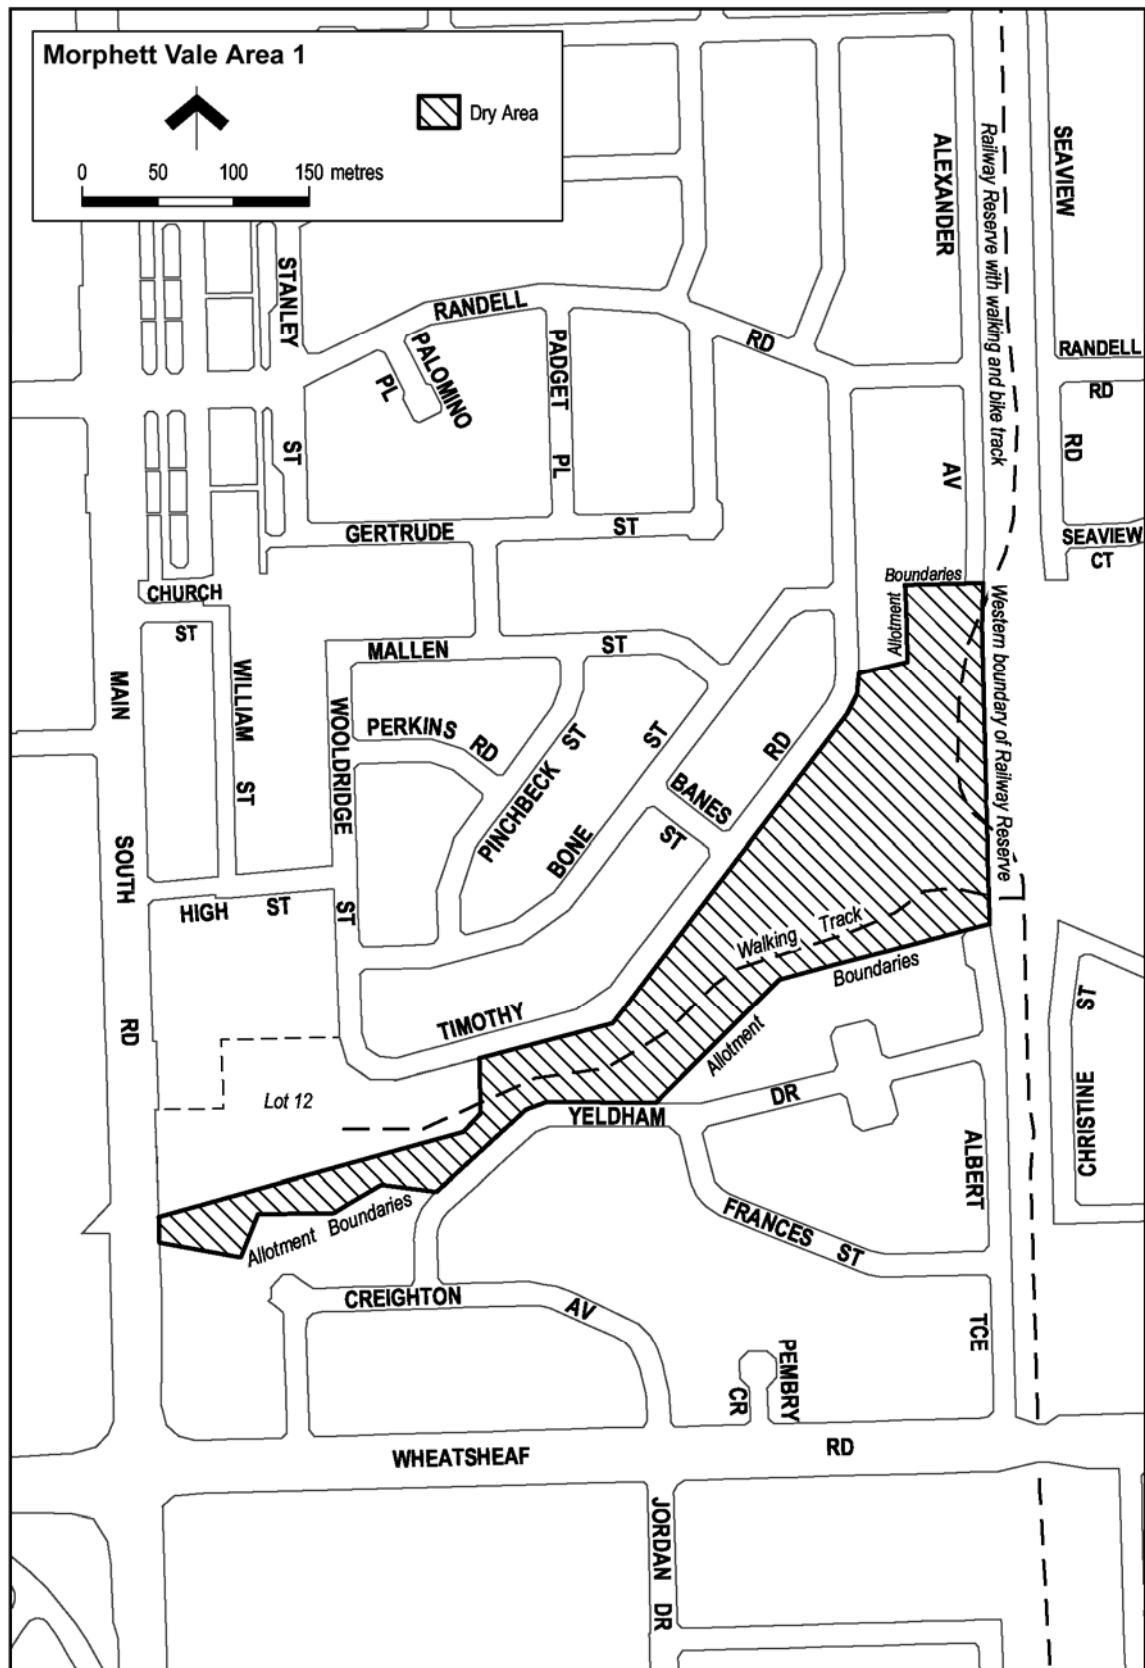 Morphett Vale Area 1
Dry Area
0 50 100 150 metres
ALEXANDER
AV
Railway Reserve with walking and bike track
SEAVIEW
RD
RANDELL
RD
SEAVIEW
CT
STANLEY
ST
RANDELL
RD
PALOMINO
PL
PADGET
PL
GERTRUDE ST
CHURCH
ST
MAIN
SOUTH
RD
WILLIAM
ST
MALLEN ST
WOOLDRIDGE
ST
PERKINS RD
PINCHBECK ST
BONE ST
BANES
ST
TIMOTHY RD
HIGH ST
Boundaries
Allotment
Western boundary of Railway Reserve
Walking Track
Boundaries
Allotment
Lot 12
YELDHAM DR
Allotment Boundaries
CHRISTINE ST
ALBERT
TCE
FRANCES ST
CREIGHTON AV
PEMBRY
CR
WHEATSHEAF RD
JORDAN DR